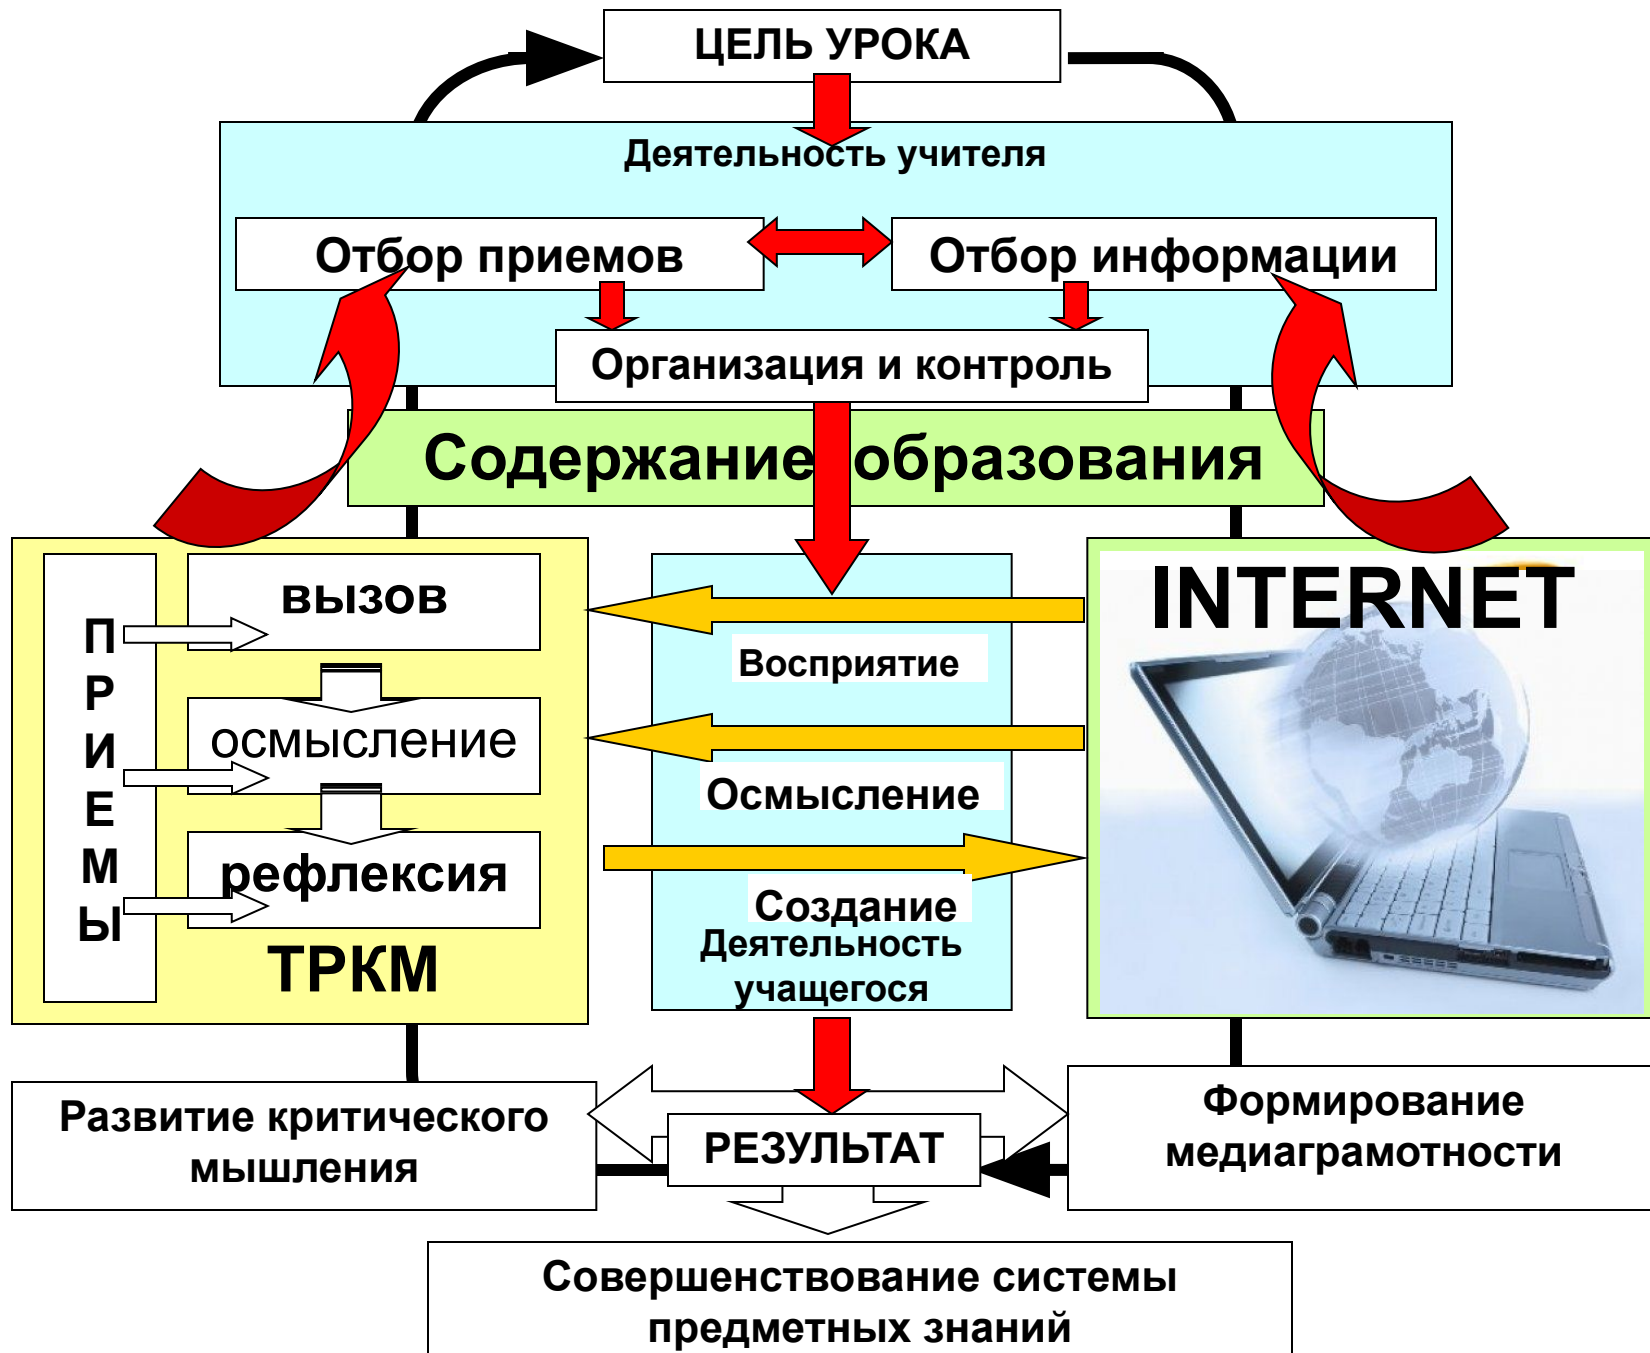 ЦЕЛЬ УРОКА
Деятельность учителя
Отбор приемов
Отбор информации
Организация и контроль
Содержание образования
ПРИЕМЫ
вызов
осмысление
рефлексия
ТРКМ
Восприятие
Осмысление
Создание
Деятельность
учащегося
INTERNET
Развитие критического
мышления
РЕЗУЛЬТАТ
Формирование
медиаграмотности
Совершенствование системы
предметных знаний